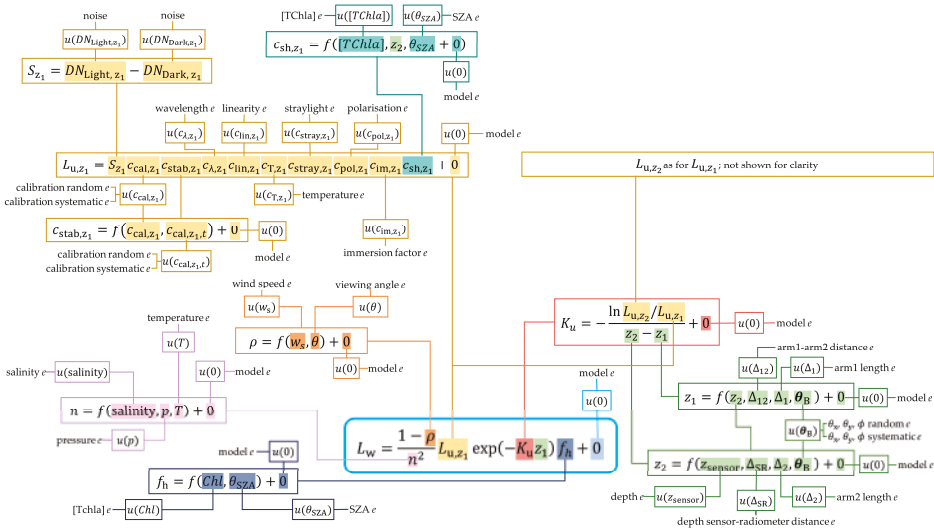 noise
noise
[TChla] e
u([TChla])
u(θ_SZA)
SZA e
u(DN_Light,z₁)
u(DN_Dark,z₁)
c_sh,z₁ − f([TChla], z₂, θ_SZA + 0)
S_z₁ = DN_Light, z₁ − DN_Dark, z₁
u(0)
model e
wavelength e
linearity e
straylight e
polarisation e
u(c_λ,z₁)
u(c_lin,z₁)
u(c_stray,z₁)
u(c_pol,z₁)
u(0)
model e
L_u,z₁ = S_z₁ c_cal,z₁ c_stab,z₁ c_λ,z₁ c_lin,z₁ c_T,z₁ c_stray,z₁ c_pol,z₁ c_im,z₁ c_sh,z₁ | 0
L_u,z₂ as for L_u,z₁; not shown for clarity
calibration random e
calibration systematic e
u(c_cal,z₁)
u(c_T,z₁)
temperature e
c_stab,z₁ = f(c_cal,z₁, c_cal,z₁,t) + 0
u(0)
model e
u(c_im,z₁)
immersion factor e
calibration random e
calibration systematic e
u(c_cal,z₁,t)
wind speed e
viewing angle e
u(w_s)
u(θ)
temperature e
u(T)
ρ = f(w_s, θ) + 0
u(0)
model e
K_u = − ln L_u,z₂/L_u,z₁ / z₂ − z₁ + 0
u(0)
model e
salinity e
u(salinity)
u(0)
model e
model e
u(0)
arm1-arm2 distance e
u(Δ₁₂)
u(Δ₁)
arm1 length e
n = f(salinity, p, T) + 0
z₁ = f(z₂, Δ₁₂, Δ₁, θ_B) + 0
u(0)
model e
pressure e
u(p)
u(θ_B)
θₓ, θ_y, ϕ random e
θₓ, θ_y, ϕ systematic e
L_w = 1 − ρ / n² L_u,z₁ exp(−K_u z₁) f_h + 0
model e
u(0)
z₂ = f(z_sensor, Δ_SR, Δ₂, θ_B) + 0
u(0)
model e
f_h = f(Chl, θ_SZA) + 0
depth e
u(z_sensor)
u(Δ_SR)
u(Δ₂)
arm2 length e
[TChla] e
u(Chl)
u(θ_SZA)
SZA e
depth sensor-radiometer distance e